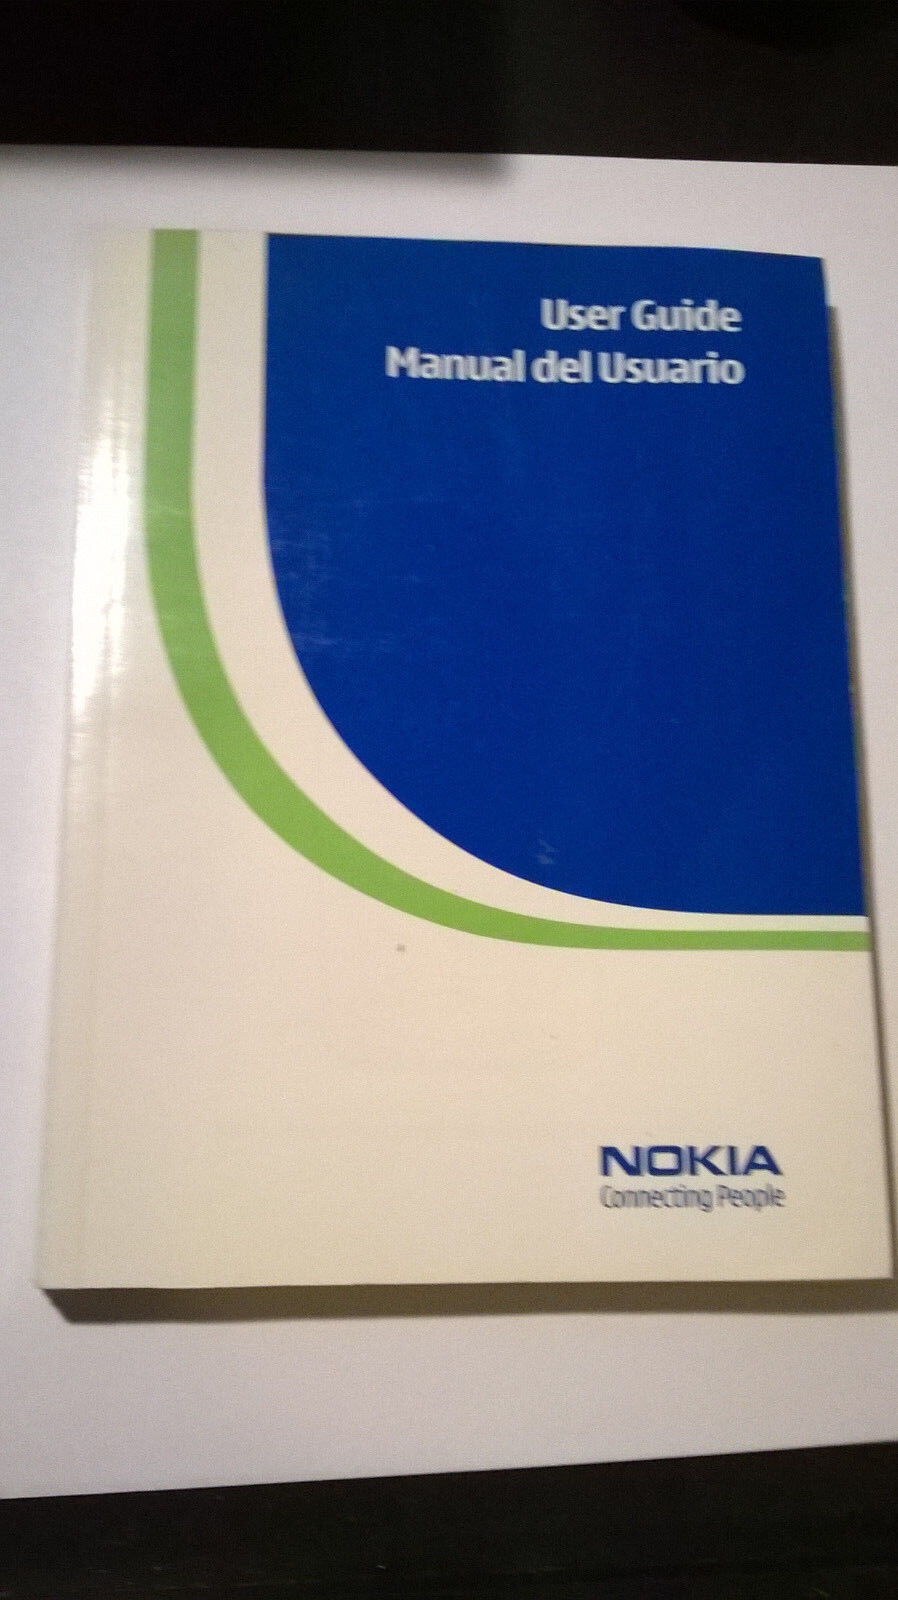 User Guide
Manual del Usuario
NOKIA
Connecting People